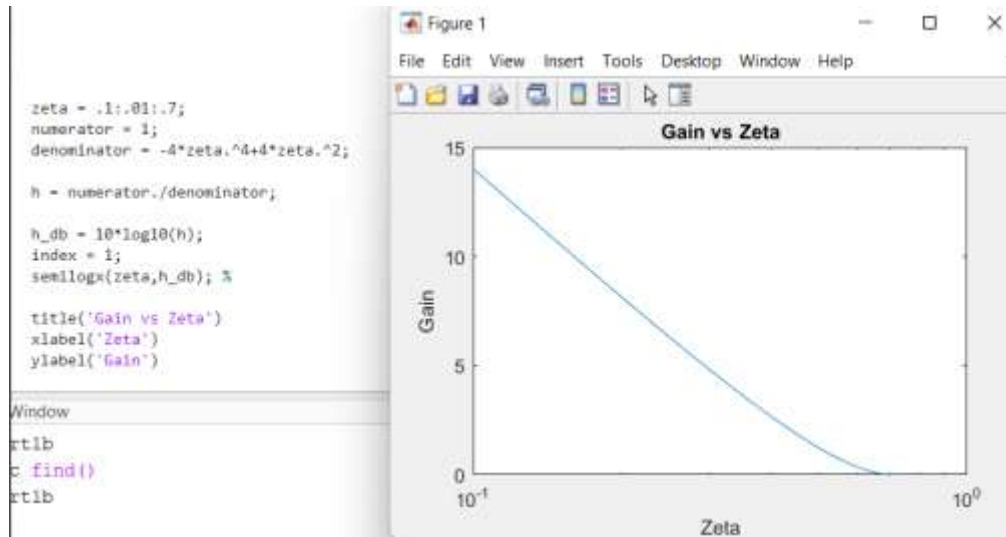 zeta = .1:.01:.7;
numerator = 1;
denominator = -4*zeta.^4+4*zeta.^2;
h = numerator./denominator;
h_db = 10*log10(h);
index = 1;
semilogx(zeta,h_db); %
title('Gain vs Zeta')
xlabel('Zeta')
ylabel('Gain')
Window
rt1b
c find()
rt1b
Figure 1
File Edit View Insert Tools Desktop Window Help
Gain vs Zeta
15
10
5
0
Gain
10^-1 10^0
Zeta